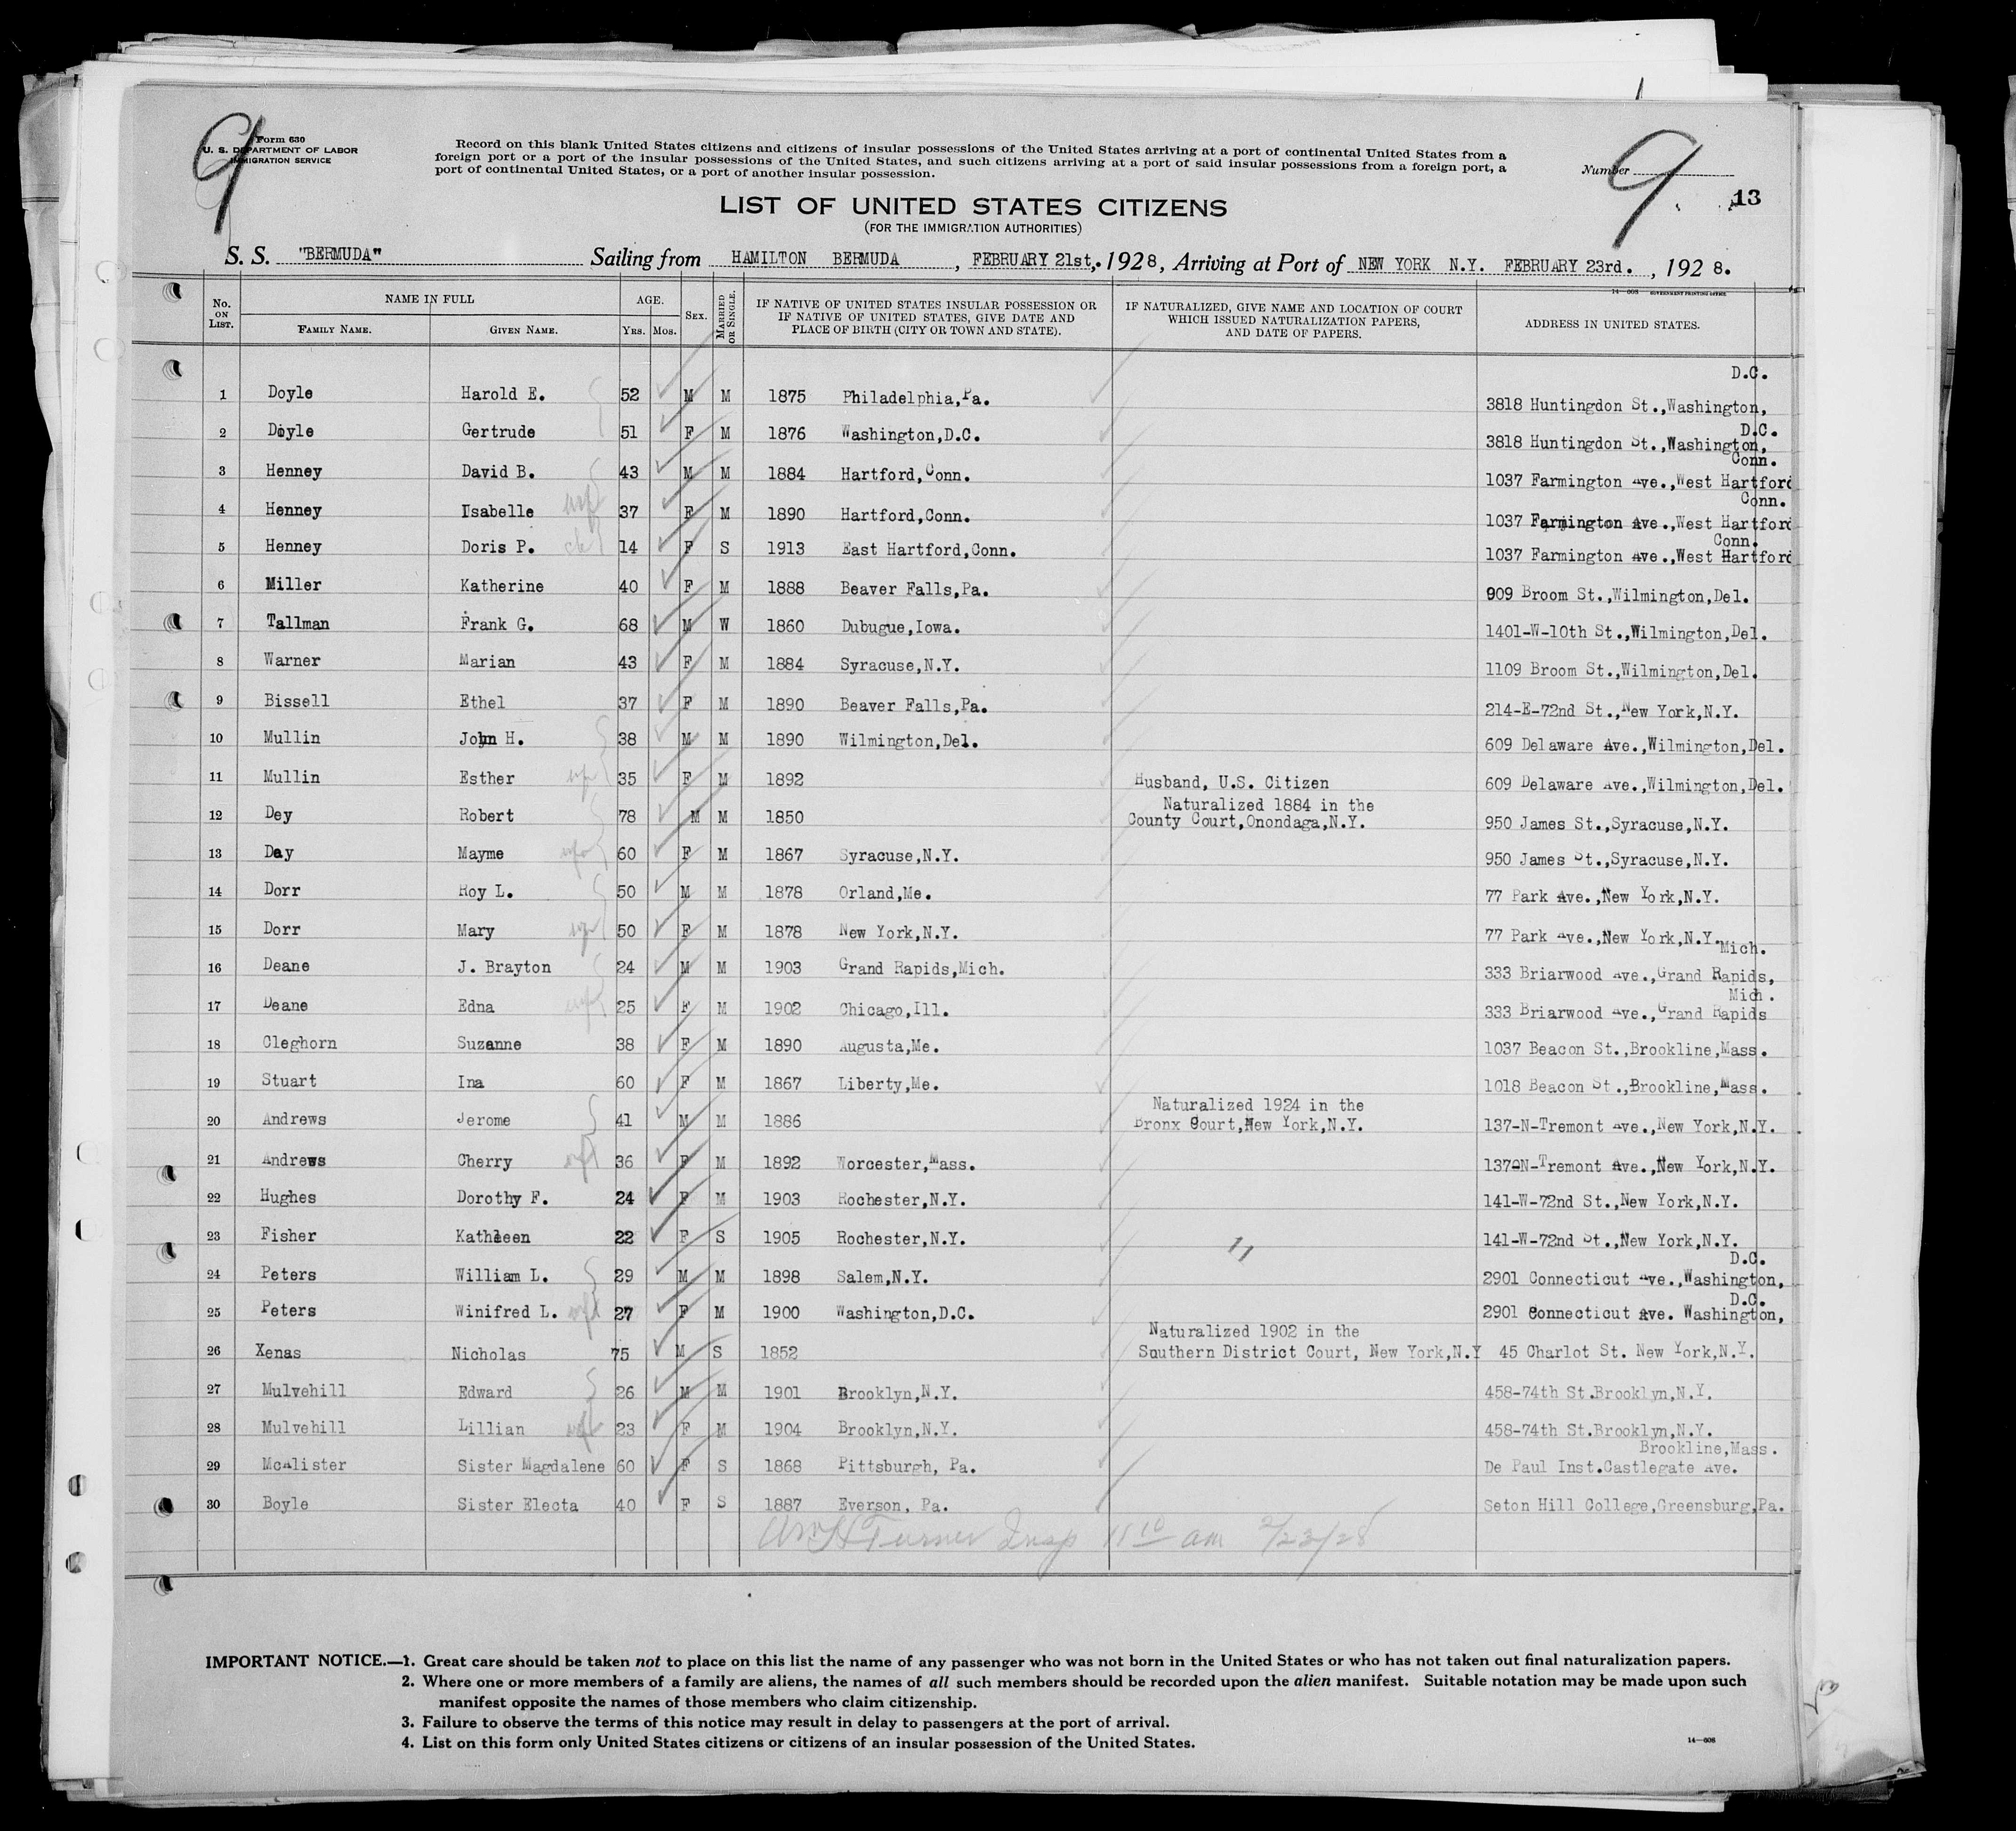 9
Form 630
U. S. DEPARTMENT OF LABOR
IMMIGRATION SERVICE
Record on this blank United States citizens and citizens of insular possessions of the United States arriving at a port of continental United States from a
foreign port or a port of the insular possessions of the United States, and such citizens arriving at a port of said insular possessions from a foreign port, a
port of continental United States, or a port of another insular possession.
Number
9
13
LIST OF UNITED STATES CITIZENS
(FOR THE IMMIGRATION AUTHORITIES)
S. S. "BERMUDA" Sailing from HAMILTON BERMUDA, FEBRUARY 21st,. 1928, Arriving at Port of NEW YORK N.Y. FEBRUARY 23rd. , 1928.
14—608 GOVERNMENT PRINTING OFFICE
No. ON LIST. NAME IN FULL FAMILY NAME. GIVEN NAME. AGE. YRS. MOS. SEX. MARRIED OR SINGLE. IF NATIVE OF UNITED STATES INSULAR POSSESSION OR IF NATIVE OF UNITED STATES, GIVE DATE AND PLACE OF BIRTH (CITY OR TOWN AND STATE). IF NATURALIZED, GIVE NAME AND LOCATION OF COURT WHICH ISSUED NATURALIZATION PAPERS, AND DATE OF PAPERS. ADDRESS IN UNITED STATES.
D.C.
1 Doyle Harold E. 52 M M 1875 Philadelphia,Pa. 3818 Huntingdon St.,Washington,
D.C.
2 Doyle Gertrude 51 F M 1876 Washington,D.C. 3818 Huntingdon St.,Washington,
Conn.
3 Henney David B. 43 M M 1884 Hartford,Conn. 1037 Farmington Ave.,West Hartford
Conn.
4 Henney Isabelle wf 37 F M 1890 Hartford,Conn. 1037 Farmington Ave.,West Hartford
Conn.
5 Henney Doris P. ch 14 F S 1913 East Hartford,Conn. 1037 Farmington Ave.,West Hartford
6 Miller Katherine 40 F M 1888 Beaver Falls,Pa. 909 Broom St.,Wilmington,Del.
7 Tallman Frank G. 68 M W 1860 Dubugue,Iowa. 1401-W-10th St.,Wilmington,Del.
8 Warner Marian 43 F M 1884 Syracuse,N.Y. 1109 Broom St.,Wilmington,Del.
9 Bissell Ethel 37 F M 1890 Beaver Falls,Pa. 214-E-72nd St.,New York,N.Y.
10 Mullin John H. 38 M M 1890 Wilmington,Del. 609 Delaware Ave.,Wilmington,Del.
11 Mullin Esther wf 35 F M 1892 Husband, U.S. Citizen 609 Delaware Ave.,Wilmington,Del.
Naturalized 1884 in the
12 Dey Robert 78 M M 1850 County Court,Onondaga,N.Y. 950 James St.,Syracuse,N.Y.
13 Day Mayme wf 60 F M 1867 Syracuse,N.Y. 950 James St.,Syracuse,N.Y.
14 Dorr Roy L. 50 M M 1878 Orland,Me. 77 Park Ave.,New York,N.Y.
15 Dorr Mary wf 50 F M 1878 New York,N.Y. 77 Park Ave.,New York,N.Y.
Mich.
16 Deane J. Brayton 24 M M 1903 Grand Rapids,Mich. 333 Briarwood Ave.,Grand Rapids,
Mich.
17 Deane Edna wf 25 F M 1902 Chicago,Ill. 333 Briarwood Ave.,Grand Rapids
18 Cleghorn Suzanne 38 F M 1890 Augusta,Me. 1037 Beacon St.,Brookline,Mass.
19 Stuart Ina 60 F M 1867 Liberty,Me. 1018 Beacon St.,Brookline,Mass.
Naturalized 1924 in the
20 Andrews Jerome 41 M M 1886 Bronx Court,New York,N.Y. 137-N-Tremont Ave.,New York,N.Y.
21 Andrews Cherry wf 36 F M 1892 Worcester,Mass. 137-N-Tremont Ave.,New York,N.Y.
22 Hughes Dorothy F. 24 F M 1903 Rochester,N.Y. 141-W-72nd St.,New York,N.Y.
23 Fisher Kathleen 22 F S 1905 Rochester,N.Y. 11 141-W-72nd St.,New York,N.Y.
D.C.
24 Peters William L. 29 M M 1898 Salem,N.Y. 2901 Connecticut Ave.,Washington,
D.C.
25 Peters Winifred L. wf 27 F M 1900 Washington,D.C. 2901 Connecticut Ave. Washington,
Naturalized 1902 in the
26 Xenas Nicholas 75 M S 1852 Southern District Court, New York,N.Y 45 Charlot St. New York,N.Y.
27 Mulvehill Edward 26 M M 1901 Brooklyn,N.Y. 458-74th St.Brooklyn,N.Y.
28 Mulvehill Lillian wf 23 F M 1904 Brooklyn,N.Y. 458-74th St.Brooklyn,N.Y.
Brookline,Mass.
29 McAlister Sister Magdalene 60 F S 1868 Pittsburgh, Pa. De Paul Inst.Castlegate Ave.
30 Boyle Sister Electa 40 F S 1887 Everson, Pa. Seton Hill College,Greensburg,Pa.
Turner Insp 11 10 am 2/23/28
IMPORTANT NOTICE.—1. Great care should be taken not to place on this list the name of any passenger who was not born in the United States or who has not taken out final naturalization papers.
2. Where one or more members of a family are aliens, the names of all such members should be recorded upon the alien manifest. Suitable notation may be made upon such
manifest opposite the names of those members who claim citizenship.
3. Failure to observe the terms of this notice may result in delay to passengers at the port of arrival.
4. List on this form only United States citizens or citizens of an insular possession of the United States.
14—608